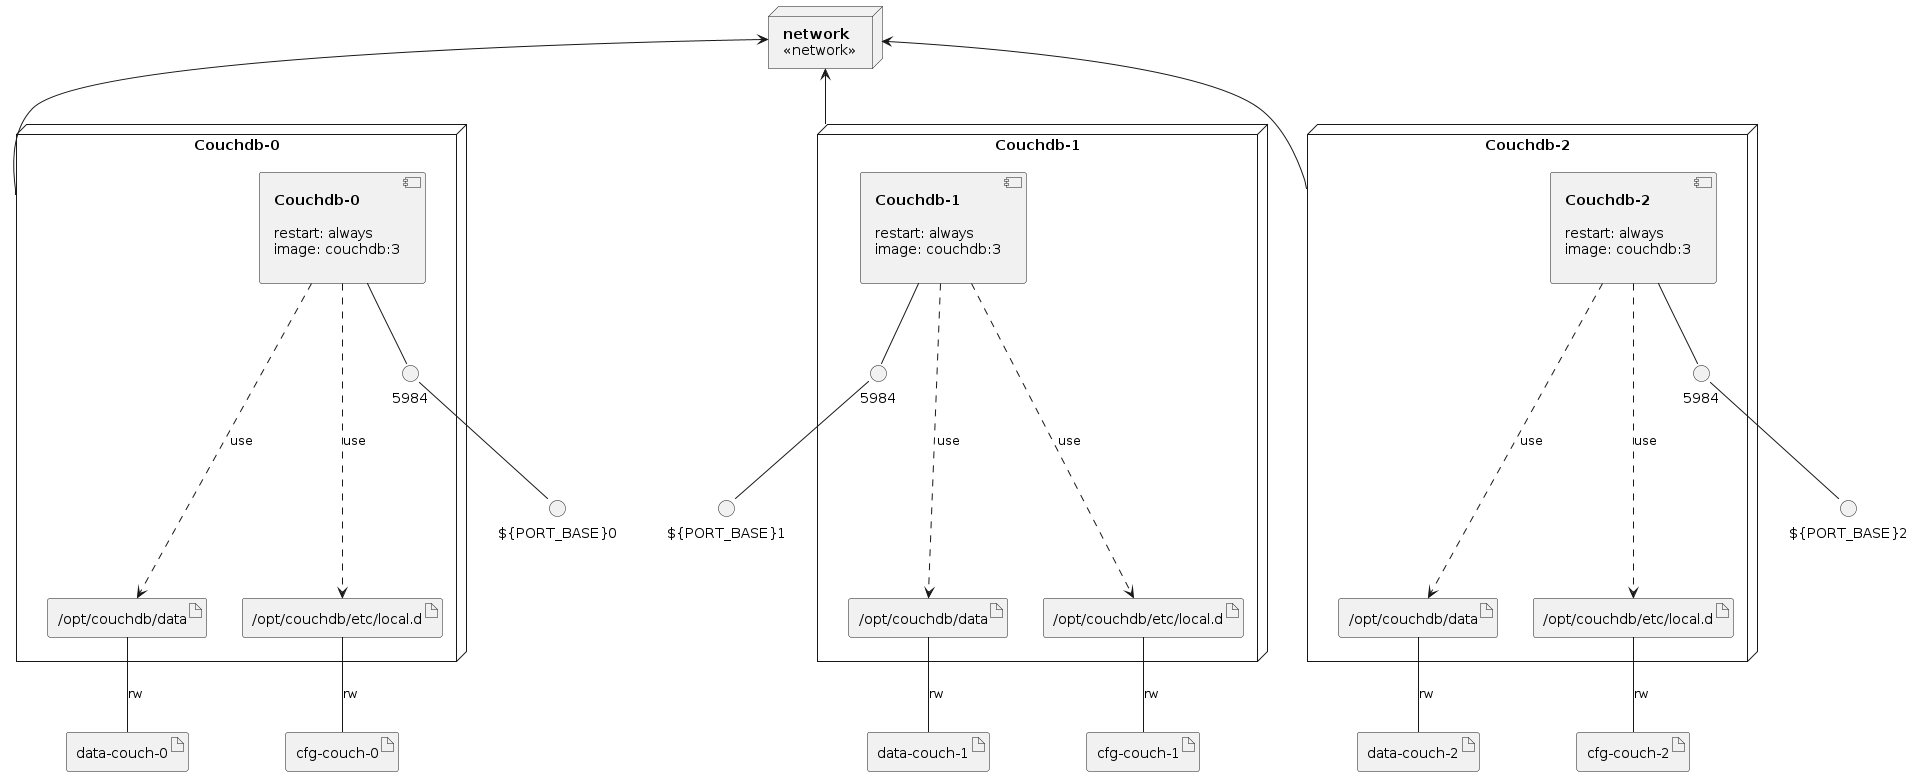 network
«network»
Couchdb-0
Couchdb-1
Couchdb-2
Couchdb-0
restart: always
image: couchdb:3
Couchdb-1
restart: always
image: couchdb:3
Couchdb-2
restart: always
image: couchdb:3
5984
5984
5984
use
use
use
use
use
use
${PORT_BASE}0
${PORT_BASE}1
${PORT_BASE}2
/opt/couchdb/data
/opt/couchdb/etc/local.d
/opt/couchdb/data
/opt/couchdb/etc/local.d
/opt/couchdb/data
/opt/couchdb/etc/local.d
rw
rw
rw
rw
rw
rw
data-couch-0
cfg-couch-0
data-couch-1
cfg-couch-1
data-couch-2
cfg-couch-2